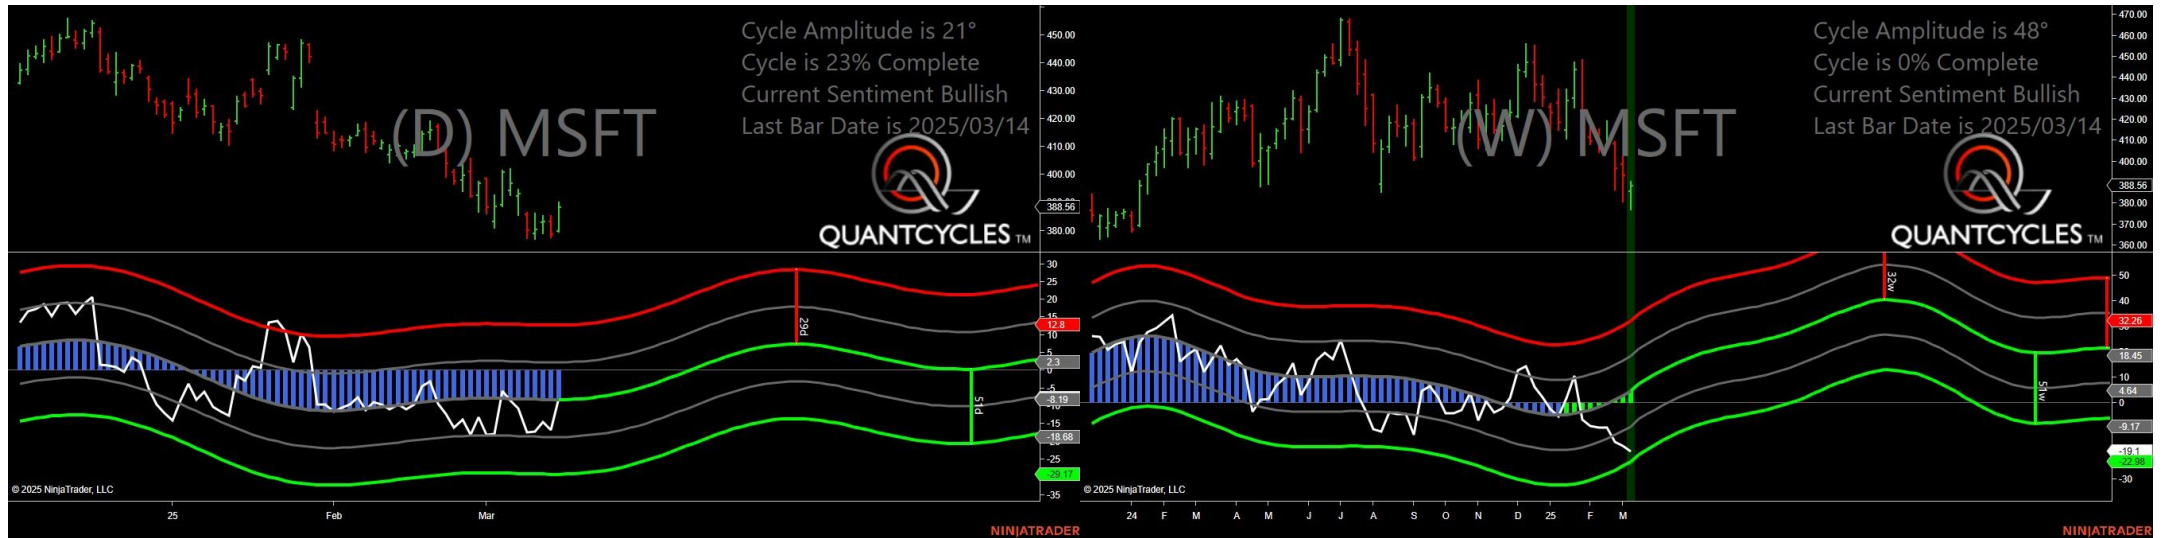 Cycle Amplitude is 21°
Cycle is 23% Complete
Current Sentiment Bullish
Last Bar Date is 2025/03/14
(D) MSFT
QUANTCYCLES TM
450.00
440.00
430.00
420.00
410.00
400.00
390.00
388.56
380.00
30
25
20
15
12.8
10
5
2.3
0
-5
-8.19
-10
-15
-18.68
-25
-29.17
-35
29d
51d
© 2025 NinjaTrader, LLC
25
Feb
Mar
NINJATRADER
Cycle Amplitude is 48°
Cycle is 0% Complete
Current Sentiment Bullish
Last Bar Date is 2025/03/14
(W) MSFT
QUANTCYCLES TM
470.00
460.00
450.00
440.00
430.00
420.00
410.00
400.00
388.56
380.00
370.00
360.00
50
40
32.26
18.45
10
4.64
0
-9.17
-19.1
-22.98
-30
32w
51w
© 2025 NinjaTrader, LLC
24 F M A M J J A S O N D 25 F M
NINJATRADER